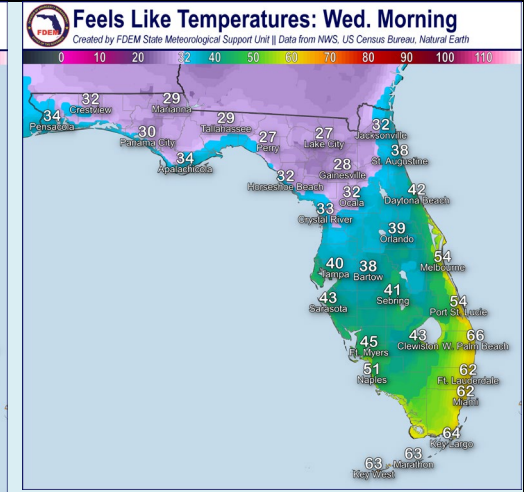 Feels Like Temperatures: Wed. Morning
FDEM
Created by FDEM State Meteorological Support Unit || Data from NWS, US Census Bureau, Natural Earth
0 10 20 32 40 50 60 70 80 90 100 110
32
Crestview
29
Marianna
34
Pensacola
29
Tallahassee
32
Jacksonville
30
Panama City
27
Perry
27
Lake City
38
St. Augustine
34
Apalachicola
28
Gainesville
32
Horseshoe Beach
32
Ocala
42
Daytona Beach
33
Crystal River
39
Orlando
40
Tampa
38
Bartow
54
Melbourne
43
Sarasota
41
Sebring
54
Port St. Lucie
45
Ft. Myers
43
Clewiston
66
W. Palm Beach
51
Naples
62
Ft. Lauderdale
62
Miami
64
Key Largo
63
Marathon
63
Key West